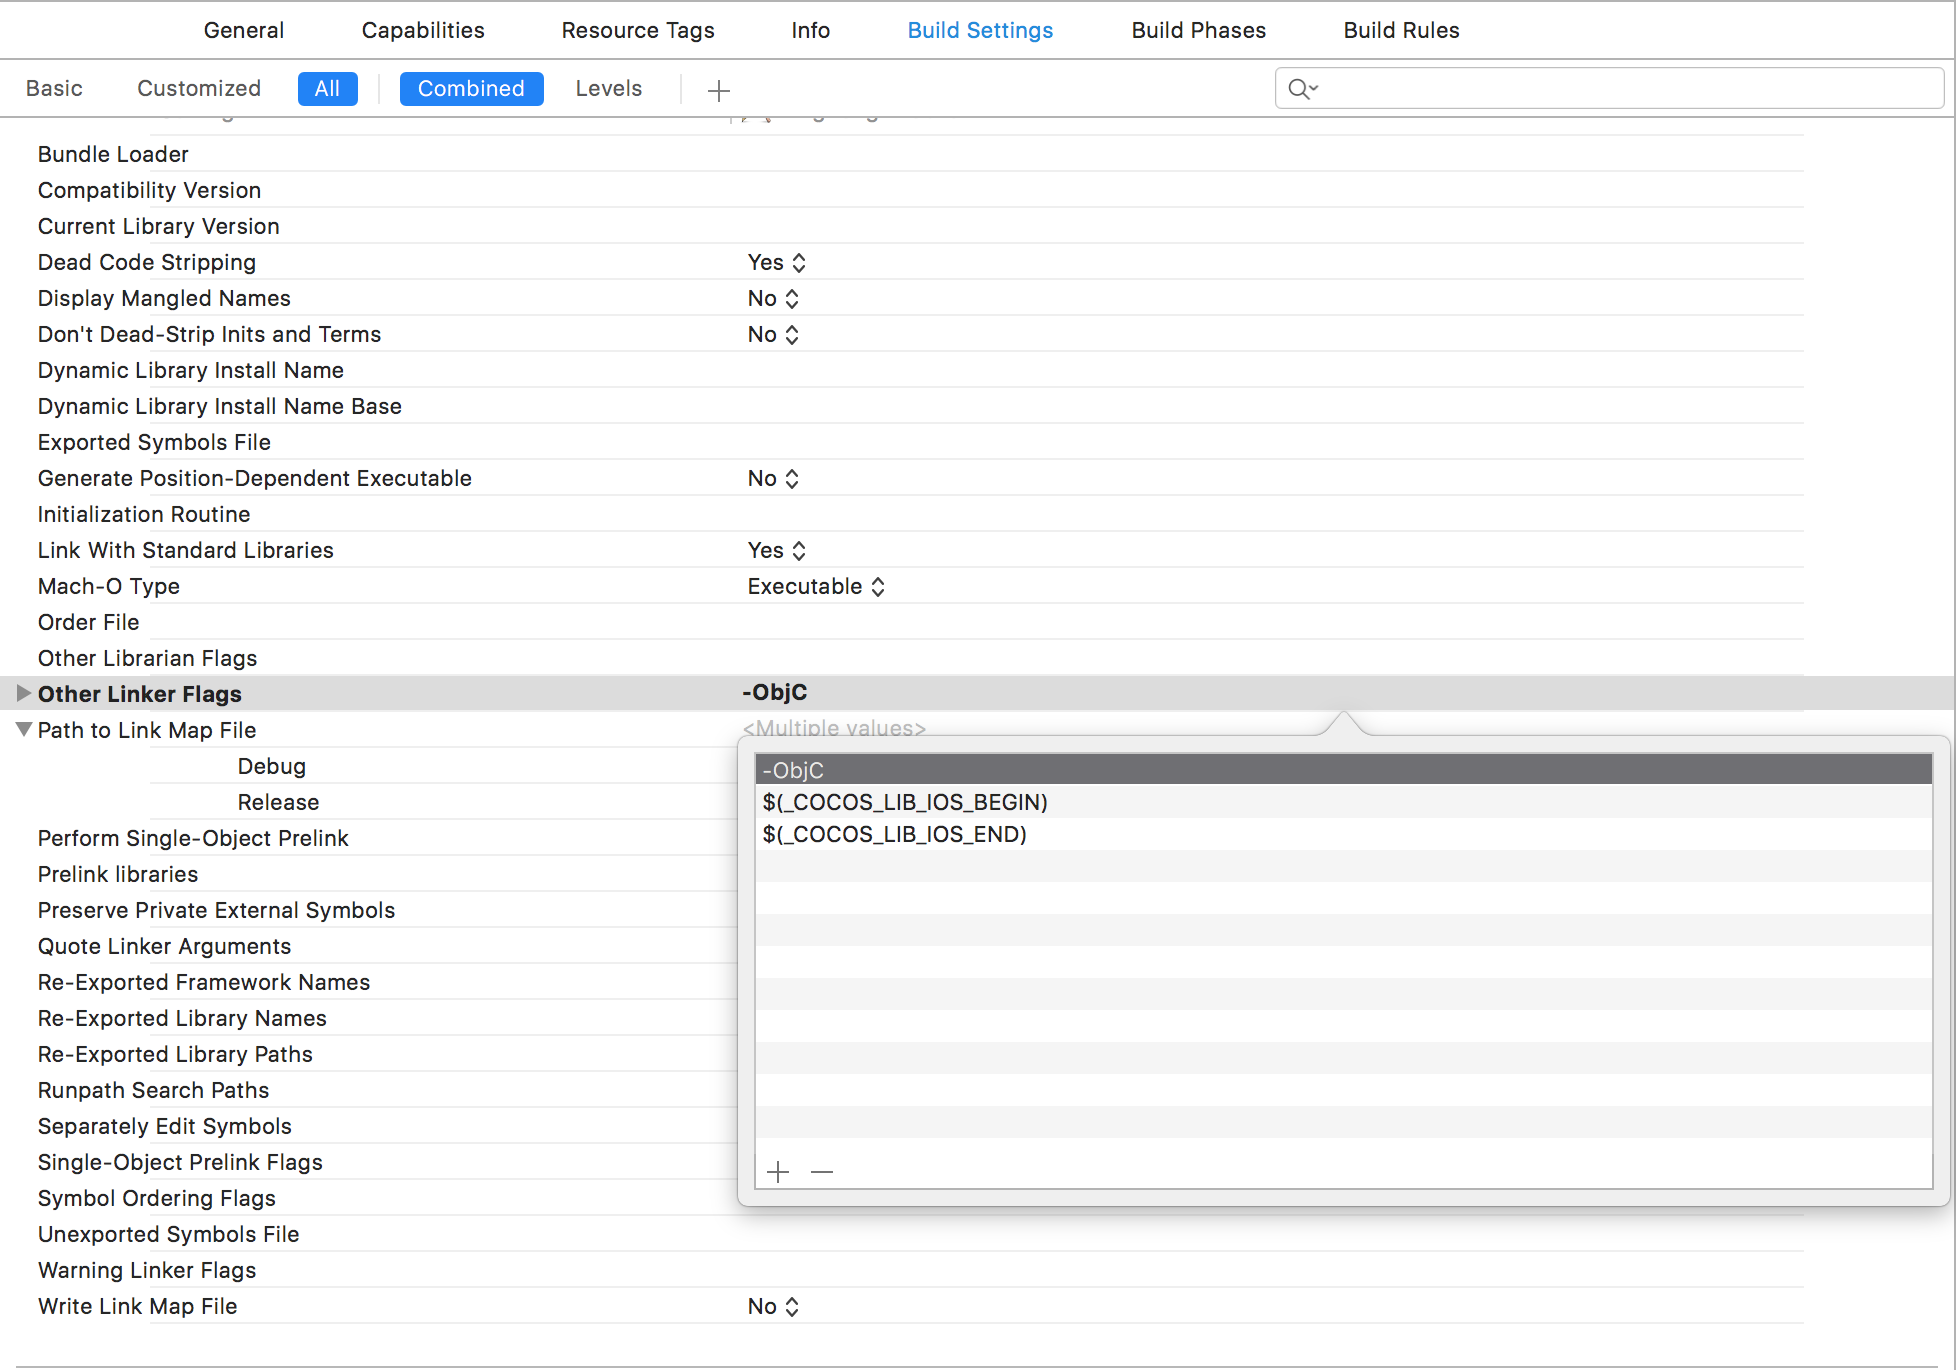 General Capabilities Resource Tags Info Build Settings Build Phases Build Rules
Basic Customized All Combined Levels
Bundle Loader
Compatibility Version
Current Library Version
Dead Code Stripping Yes
Display Mangled Names No
Don't Dead-Strip Inits and Terms No
Dynamic Library Install Name
Dynamic Library Install Name Base
Exported Symbols File
Generate Position-Dependent Executable No
Initialization Routine
Link With Standard Libraries Yes
Mach-O Type Executable
Order File
Other Librarian Flags
Other Linker Flags -ObjC
Path to Link Map File <Multiple values>
Debug -ObjC
Release $(_COCOS_LIB_IOS_BEGIN)
Perform Single-Object Prelink $(_COCOS_LIB_IOS_END)
Prelink libraries
Preserve Private External Symbols
Quote Linker Arguments
Re-Exported Framework Names
Re-Exported Library Names
Re-Exported Library Paths
Runpath Search Paths
Separately Edit Symbols
Single-Object Prelink Flags
Symbol Ordering Flags
Unexported Symbols File
Warning Linker Flags
Write Link Map File No